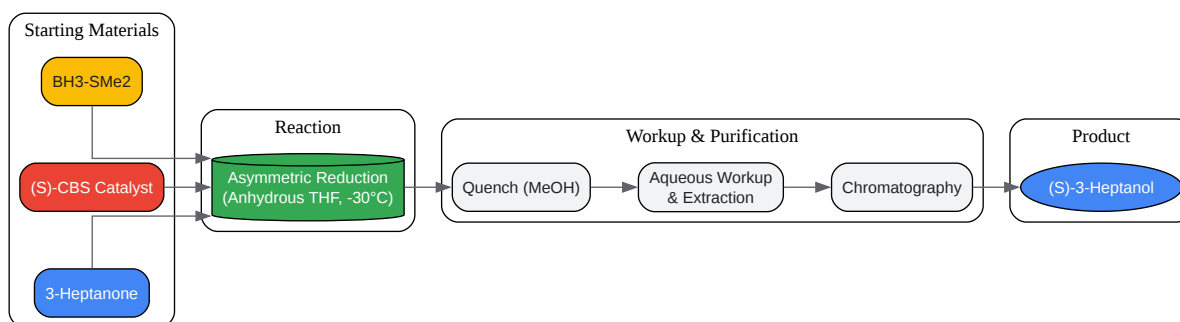 Starting Materials
BH3-SMe2
(S)-CBS Catalyst
3-Heptanone
Reaction
Asymmetric Reduction
(Anhydrous THF, -30°C)
Workup & Purification
Quench (MeOH)
Aqueous Workup
& Extraction
Chromatography
Product
(S)-3-Heptanol